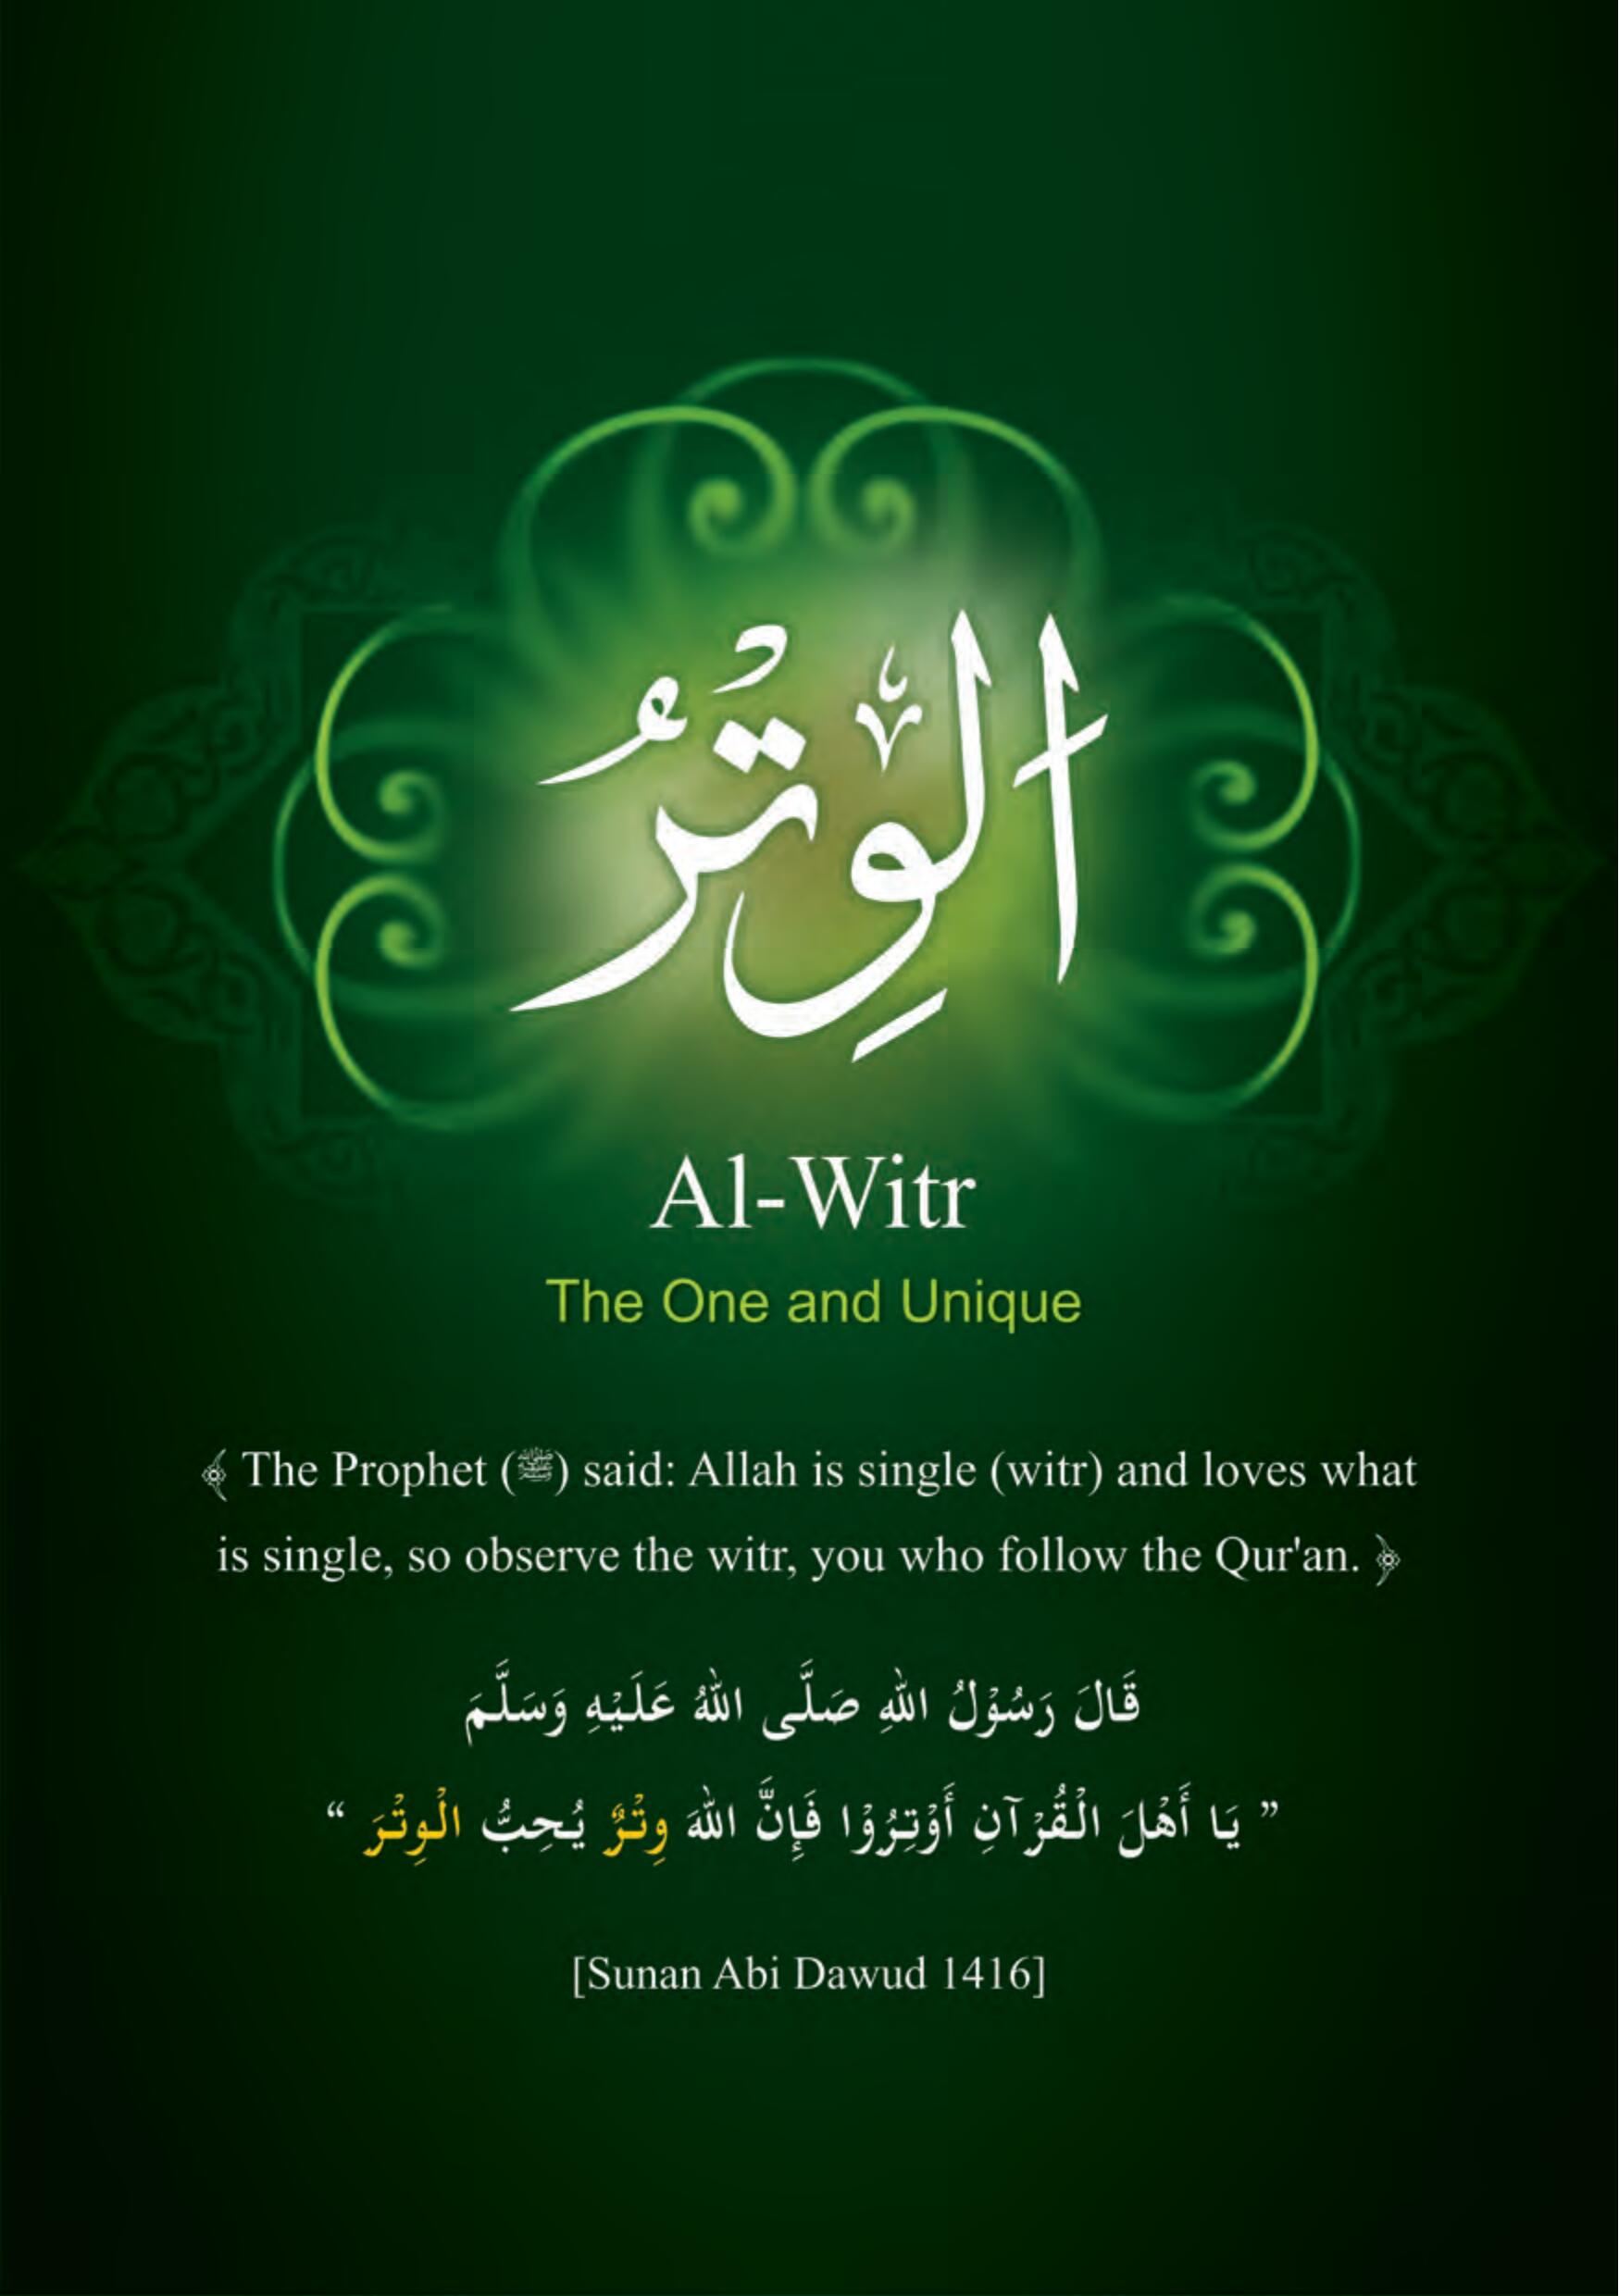 الوِتْرُ
Al-Witr
The One and Unique
﴾ The Prophet (ﷺ) said: Allah is single (witr) and loves what
is single, so observe the witr, you who follow the Qur'an. ﴿
قَالَ رَسُوْلُ اللهِ صَلَّى اللهُ عَلَيْهِ وَسَلَّمَ
” يَا أَهْلَ الْقُرْآنِ أَوْتِرُوْا فَإِنَّ اللهَ وِتْرٌ يُحِبُّ الْوِتْرَ “
[Sunan Abi Dawud 1416]